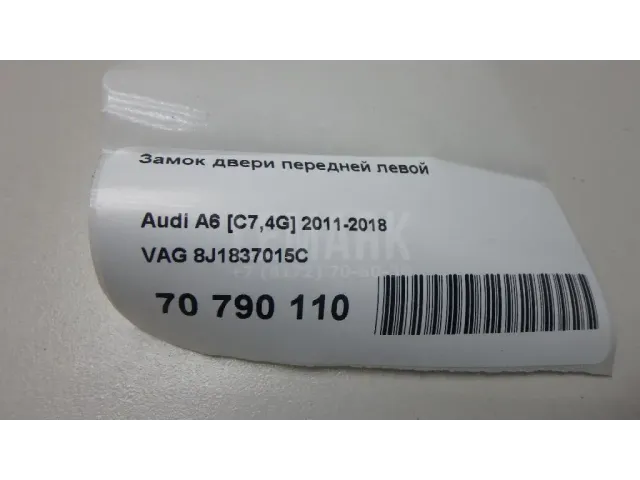 Замок двери передней левой
Audi A6 [C7,4G] 2011-2018
VAG 8J1837015C
70 790 110